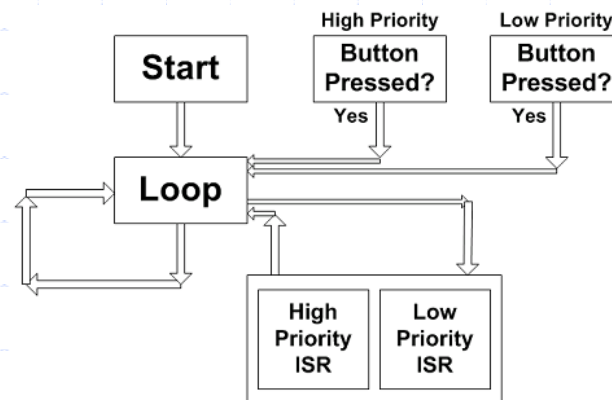 High Priority
Low Priority
Start
Button
Pressed?
Button
Pressed?
Yes
Yes
Loop
High
Priority
ISR
Low
Priority
ISR